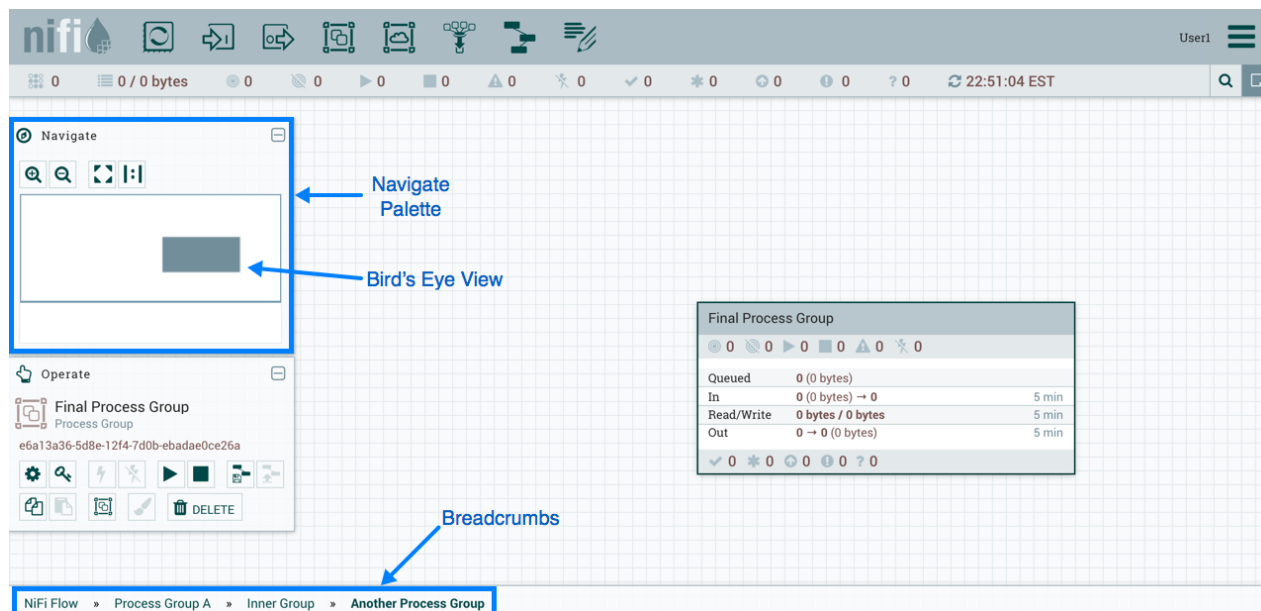 nifi
User1
0 0 / 0 bytes 0 0 0 0 0 0 0 0 0 0 ? 0 22:51:04 EST
Navigate
Navigate
Palette
Bird's Eye View
Final Process Group
0 0 0 0 0 0
Queued 0 (0 bytes)
In 0 (0 bytes) → 0 5 min
Read/Write 0 bytes / 0 bytes 5 min
Out 0 → 0 (0 bytes) 5 min
0 0 0 0 ? 0
Operate
Final Process Group
Process Group
e6a13a36-5d8e-12f4-7d0b-ebadae0ce26a
DELETE
Breadcrumbs
NiFi Flow » Process Group A » Inner Group » Another Process Group